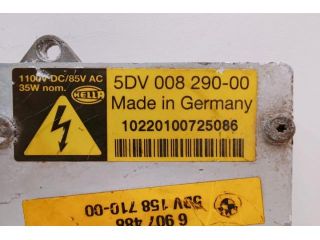 1100V DC/85V AC
35W nom.
HELLA
5DV 008 290-00
Made in Germany
10220100725086
6 907 488
5DV 158 710-00